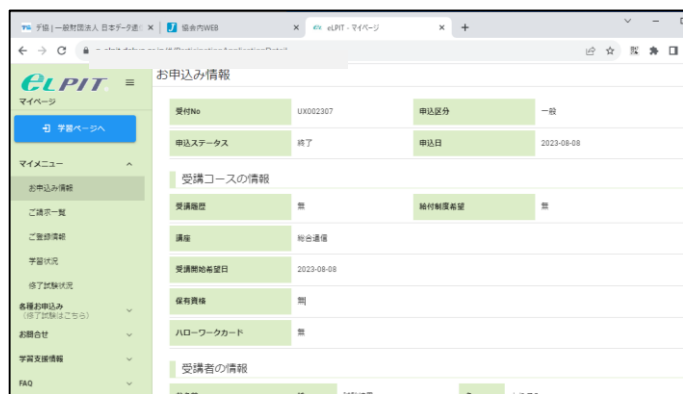 デ協 | 一般財団法人 日本データ通
協会内WEB
eLPIT - マイページ
eLPIT
マイページ
学習ページへ
マイメニュー
お申込み情報
ご請求一覧
ご登録情報
学習状況
修了試験状況
各種お申込み
(修了試験はこちら)
お問合せ
学習支援情報
FAQ
お申込み情報
受付No UX002307 申込区分 一般
申込ステータス 終了 申込日 2023-08-08
受講コースの情報
受講履歴 無 給付制度希望 無
講座 総合通信
受講開始希望日 2023-08-08
保有資格 無
ハローワークカード 無
受講者の情報